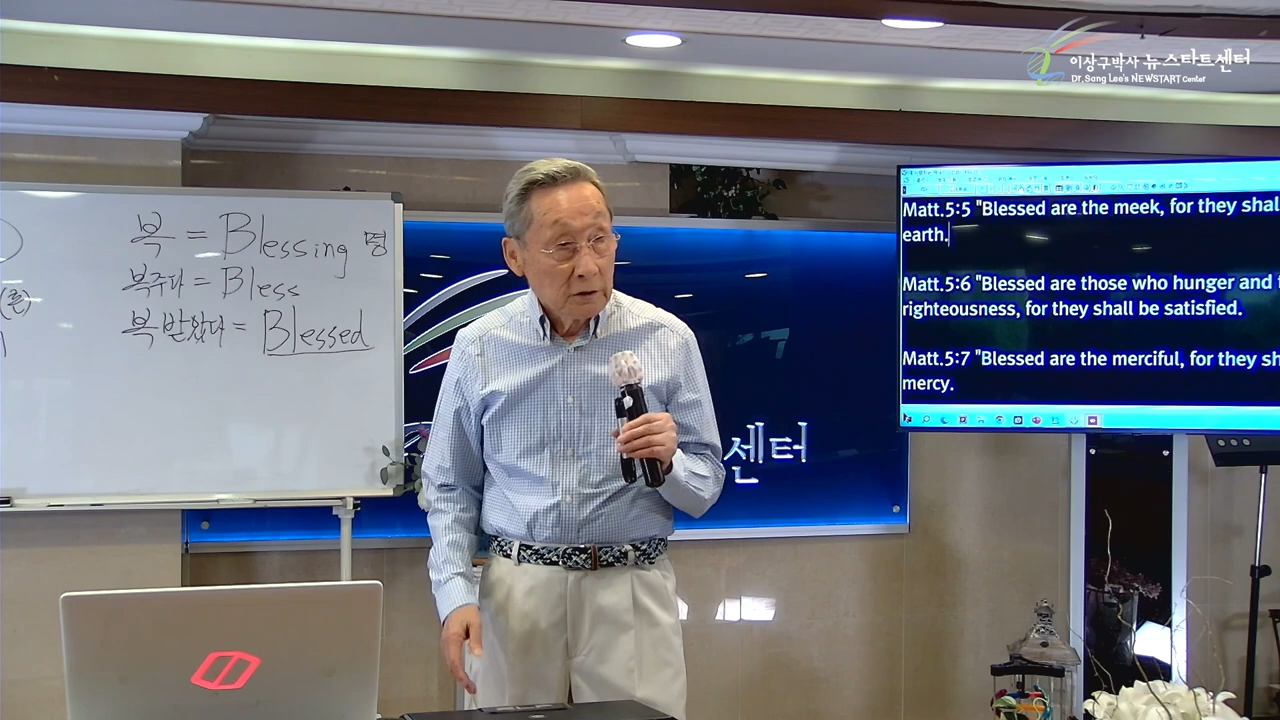 이상구박사 뉴스타트센터
Dr. Sang Lee's NEWSTART Center
복 = Blessing 명
복주다 = Bless
복받았다 = Blessed
센터
Matt.5:5 "Blessed are the meek, for they shal
earth.
Matt.5:6 "Blessed are those who hunger and
righteousness, for they shall be satisfied.
Matt.5:7 "Blessed are the merciful, for they sh
mercy.